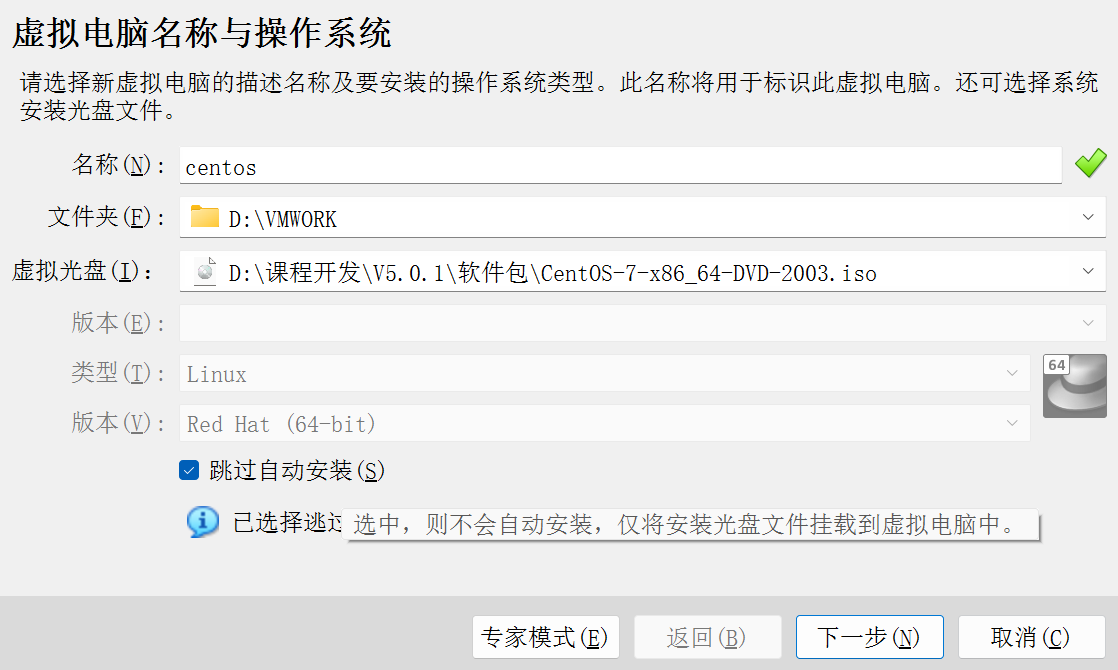 虚拟电脑名称与操作系统
请选择新虚拟电脑的描述名称及要安装的操作系统类型。此名称将用于标识此虚拟电脑。还可选择系统
安装光盘文件。
名称(N): centos
文件夹(F): D:\VMWORK
虚拟光盘(I): D:\课程开发\V5.0.1\软件包\CentOS-7-x86_64-DVD-2003.iso
版本(E):
类型(T): Linux
64
版本(V): Red Hat (64-bit)
跳过自动安装(S)
已选择逃过
选中，则不会自动安装，仅将安装光盘文件挂载到虚拟电脑中。
专家模式(E) 返回(B) 下一步(N) 取消(C)